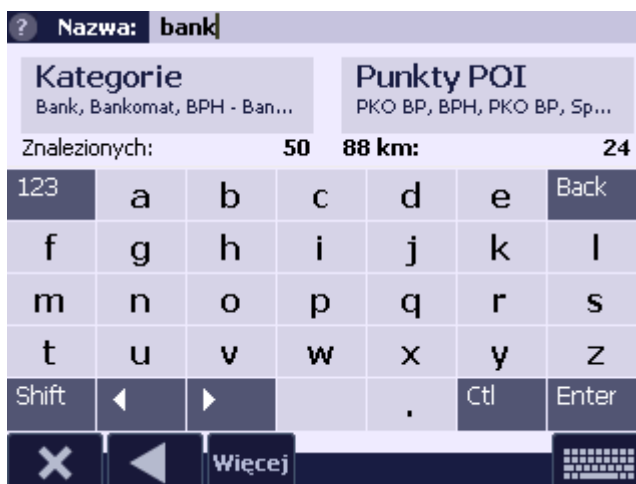 ? Nazwa: bank
Kategorie
Bank, Bankomat, BPH - Ban...
Punkty POI
PKO BP, BPH, PKO BP, Sp...
Znalezionych: 50 88 km: 24
123 a b c d e Back
f g h i j k l
m n o p q r s
t u v w x y z
Shift . Ctl Enter
Więcej